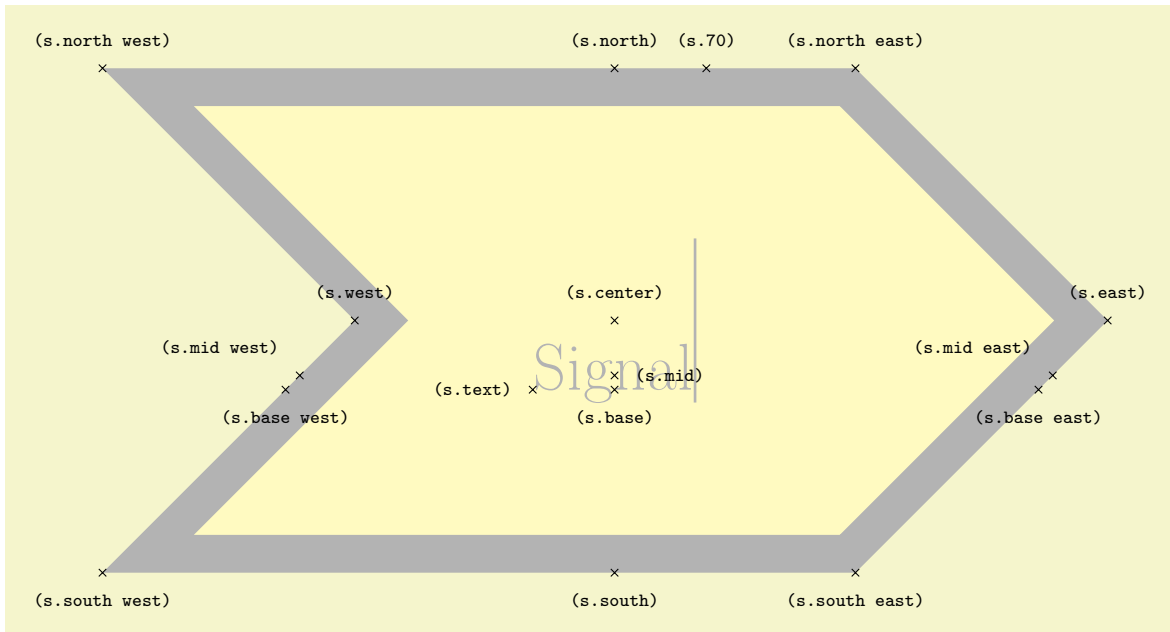 (s.north west) (s.north) (s.70) (s.north east)
(s.west) (s.center) (s.east)
(s.mid west) (s.mid east)
Signal
(s.mid)
(s.text)
(s.base west) (s.base) (s.base east)
(s.south west) (s.south) (s.south east)